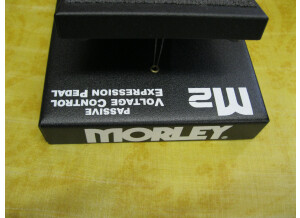 M2
PASSIVE
VOLTAGE CONTROL
EXPRESSION PEDAL
MORLEY®